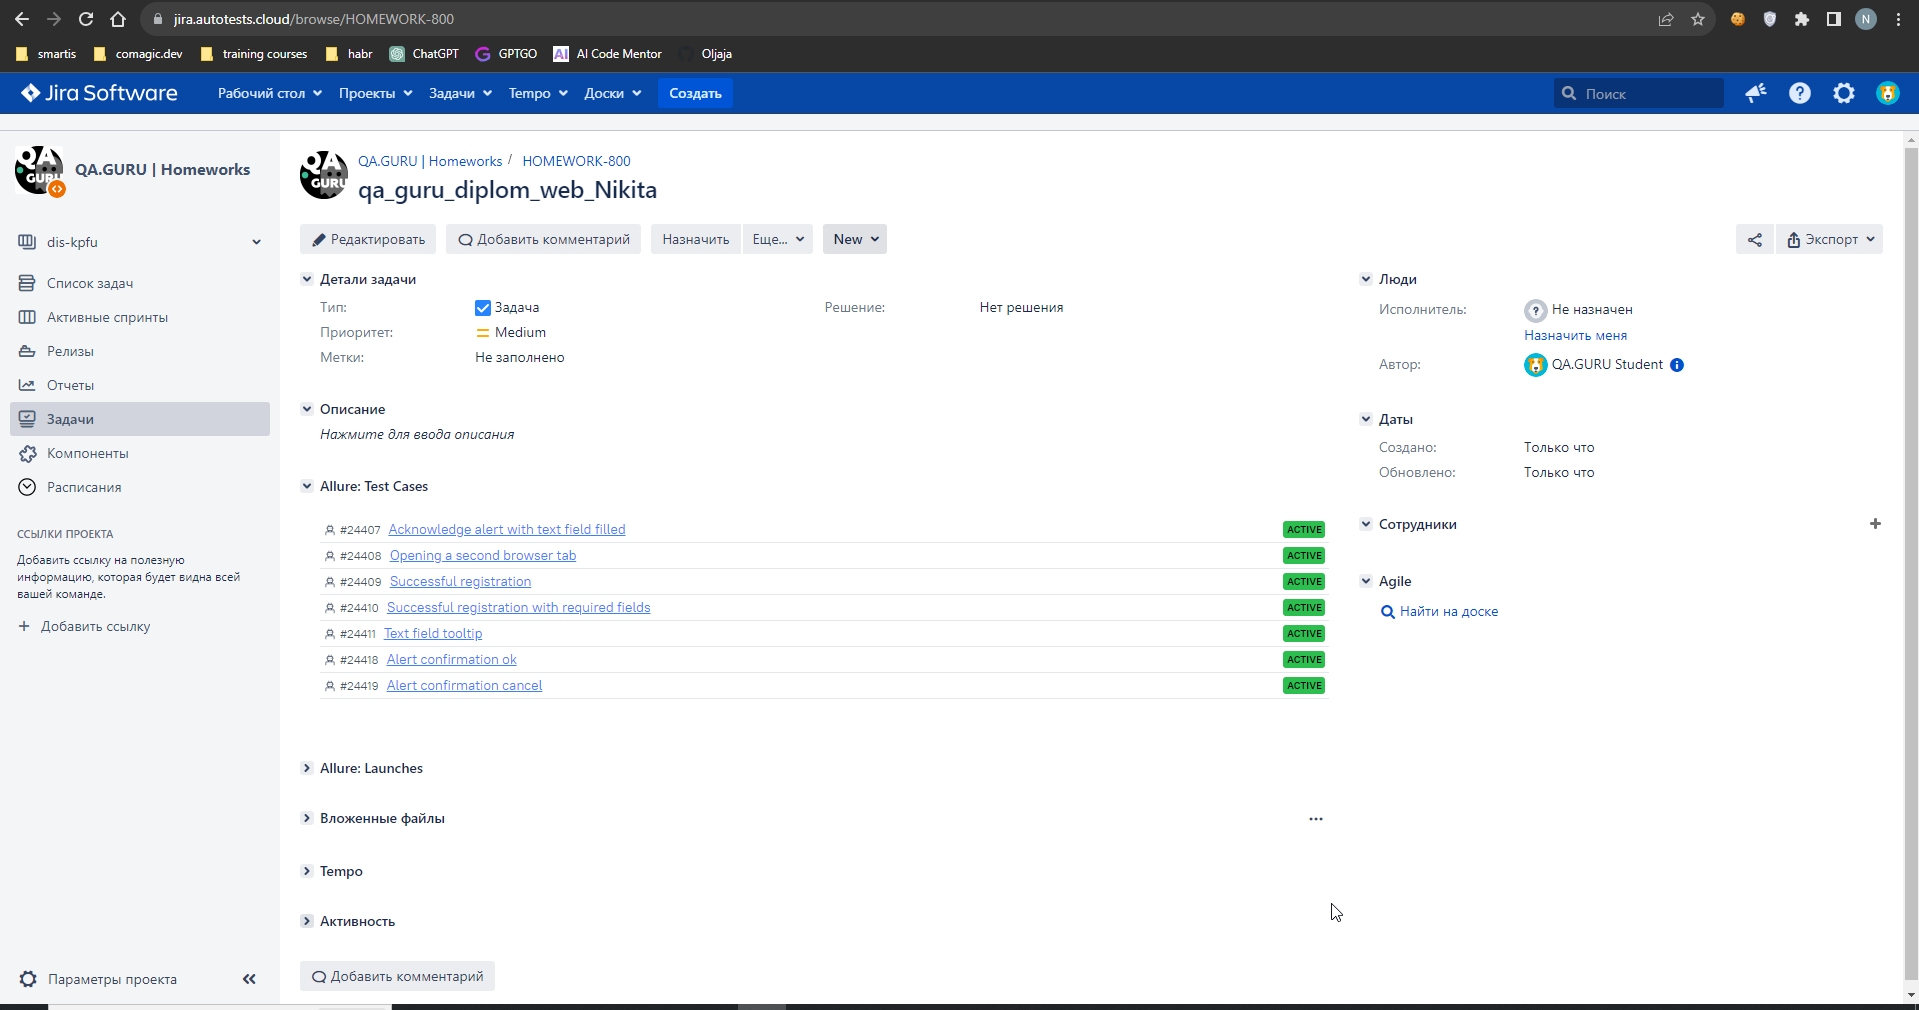 jira.autotests.cloud/browse/HOMEWORK-800
N
smartis
comagic.dev
training courses
habr
ChatGPT
GPTGO
AI AI Code Mentor
Oljaja
Jira Software
Рабочий стол
Проекты
Задачи
Tempo
Доски
Создать
Поиск
QA GURU
QA.GURU | Homeworks
dis-kpfu
Список задач
Активные спринты
Релизы
Отчеты
Задачи
Компоненты
Расписания
ССЫЛКИ ПРОЕКТА
Добавить ссылку на полезную
информацию, которая будет видна всей
вашей команде.
+ Добавить ссылку
Параметры проекта
QA GURU
QA.GURU | Homeworks / HOMEWORK-800
qa_guru_diplom_web_Nikita
Редактировать
Добавить комментарий
Назначить
Еще...
New
Экспорт
Детали задачи
Тип: Задача
Решение: Нет решения
Приоритет: Medium
Метки: Не заполнено
Описание
Нажмите для ввода описания
Allure: Test Cases
#24407 Acknowledge alert with text field filled ACTIVE
#24408 Opening a second browser tab ACTIVE
#24409 Successful registration ACTIVE
#24410 Successful registration with required fields ACTIVE
#24411 Text field tooltip ACTIVE
#24418 Alert confirmation ok ACTIVE
#24419 Alert confirmation cancel ACTIVE
Allure: Launches
Вложенные файлы
Tempo
Активность
Добавить комментарий
Люди
Исполнитель: Не назначен
Назначить меня
Автор: QA.GURU Student
Даты
Создано: Только что
Обновлено: Только что
Сотрудники
Agile
Найти на доске